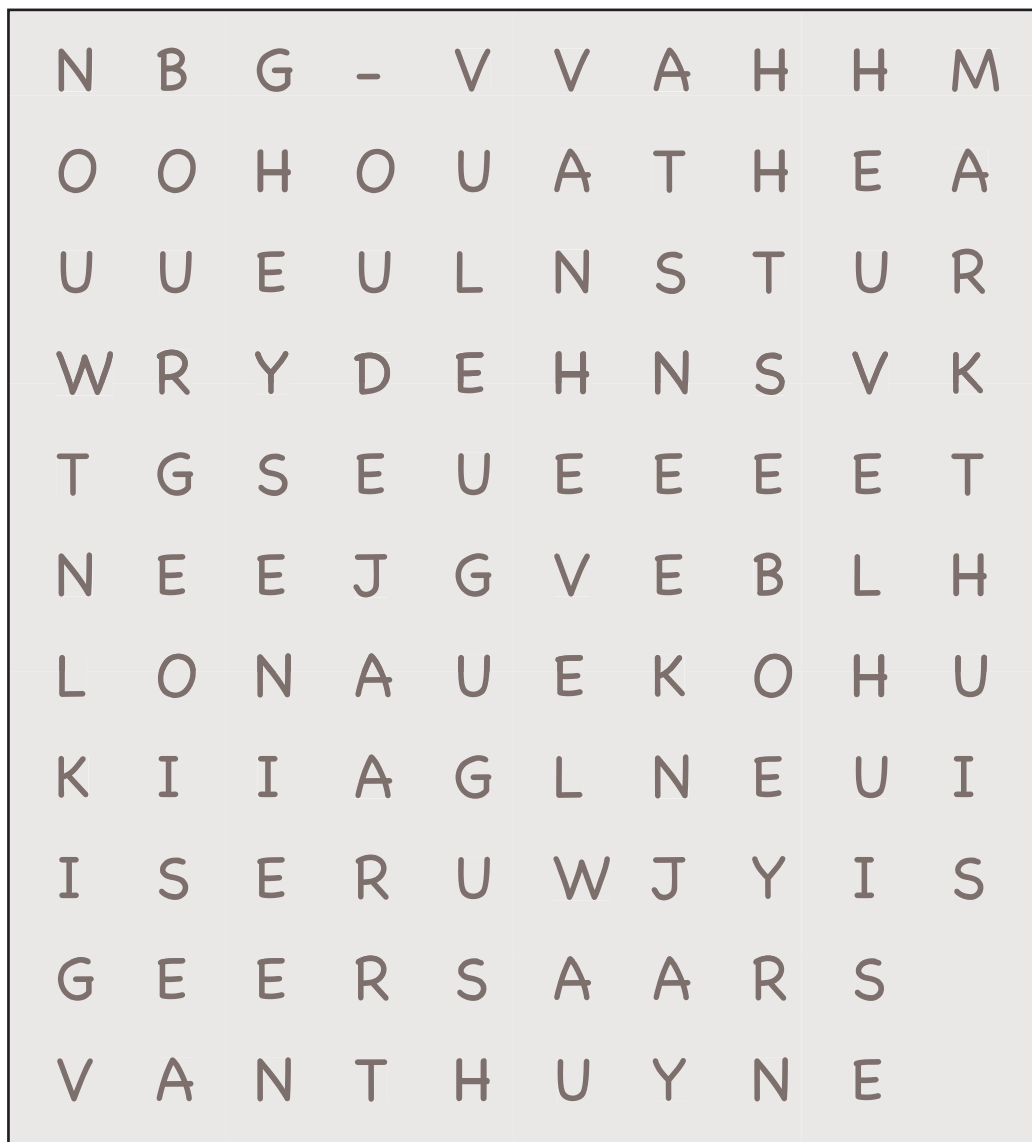 N B G - V V A H H M
O O H O U A T H E A
U U E U L N S T U R
W R Y D E H N S V K
T G S E U E E E E T
N E E J G V E B L H
L O N A U E K O H U
K I I A G L N E U I
I S E R U W J Y I S
G E E R S A A R S
V A N T H U Y N E